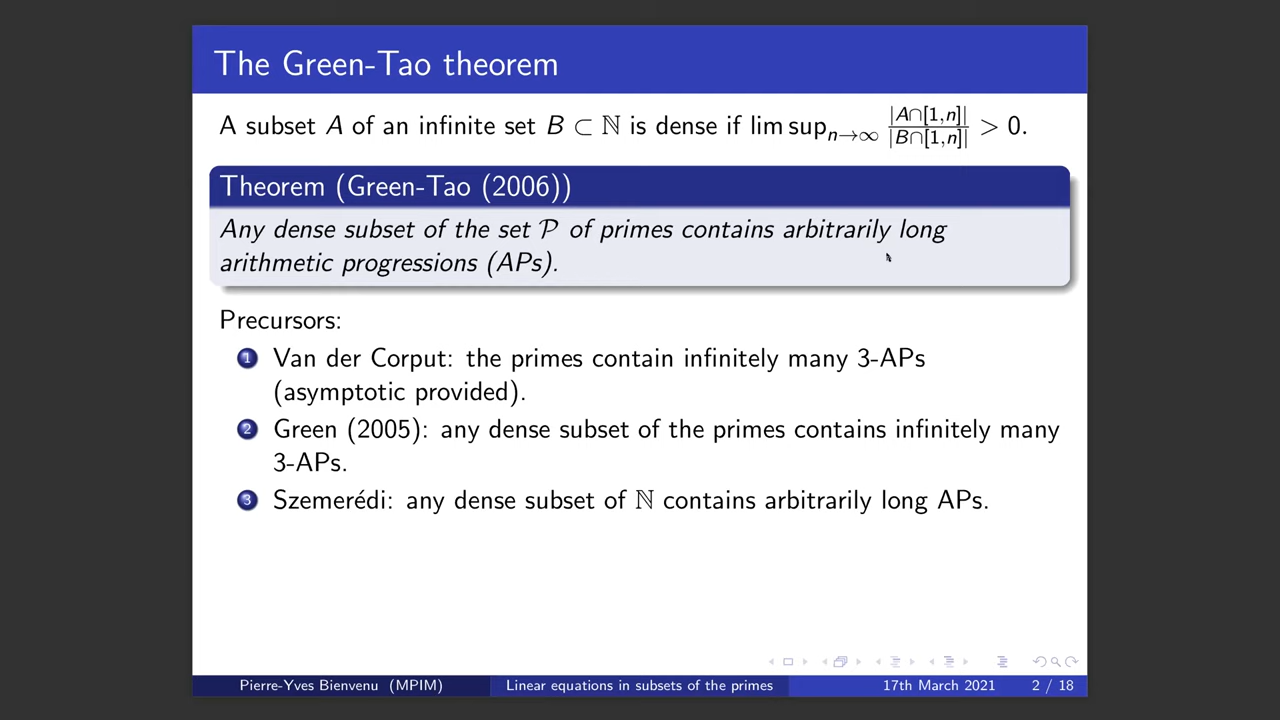 The Green-Tao theorem
A subset A of an infinite set B ⊂ ℕ is dense if lim sup_{n→∞} |A∩[1,n]| / |B∩[1,n]| > 0.
Theorem (Green-Tao (2006))
Any dense subset of the set 𝒫 of primes contains arbitrarily long
arithmetic progressions (APs).
Precursors:
1 Van der Corput: the primes contain infinitely many 3-APs
(asymptotic provided).
2 Green (2005): any dense subset of the primes contains infinitely many
3-APs.
3 Szemerédi: any dense subset of ℕ contains arbitrarily long APs.
Pierre-Yves Bienvenu (MPIM) Linear equations in subsets of the primes 17th March 2021 2 / 18